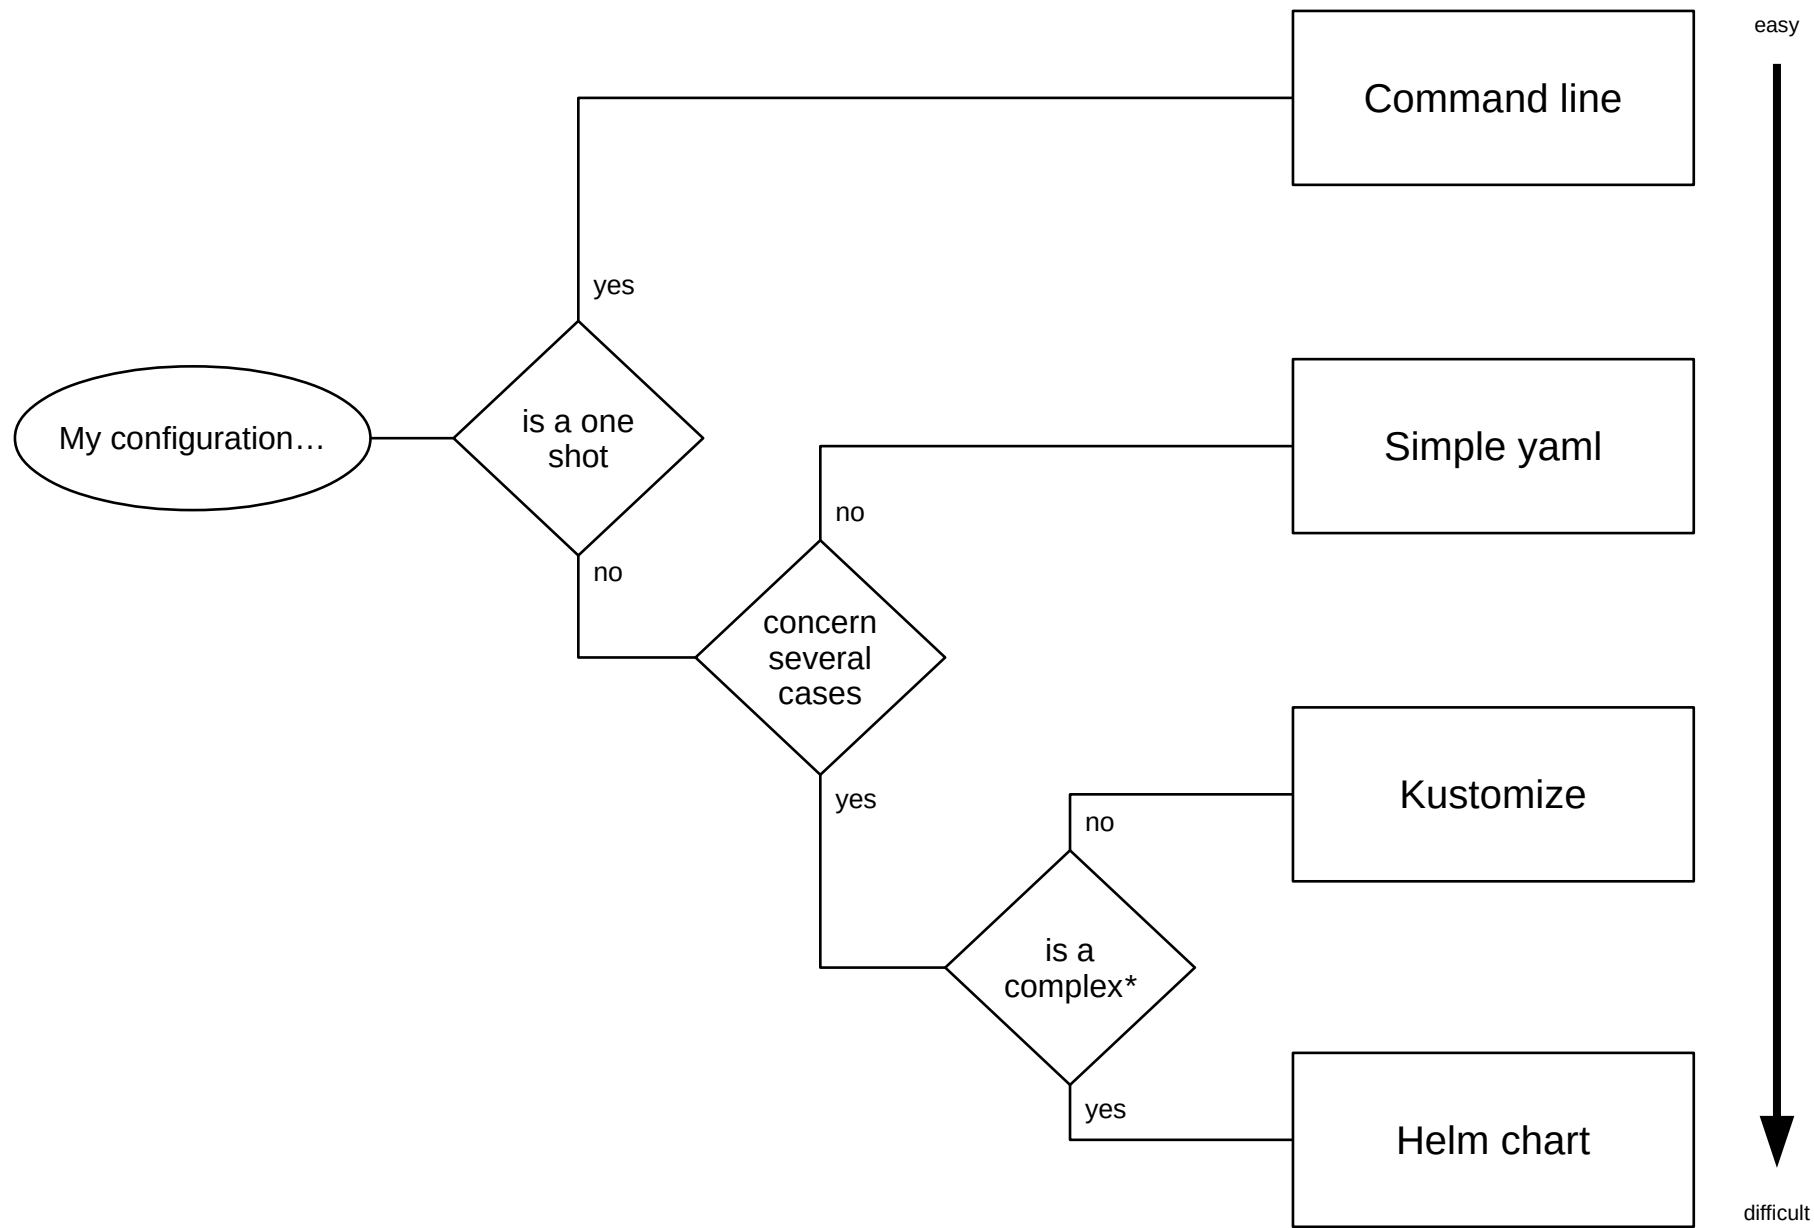 easy
Command line
yes
My configuration…
is a one
shot
Simple yaml
no
no
concern
several
cases
yes
Kustomize
no
is a
complex*
yes
Helm chart
difficult